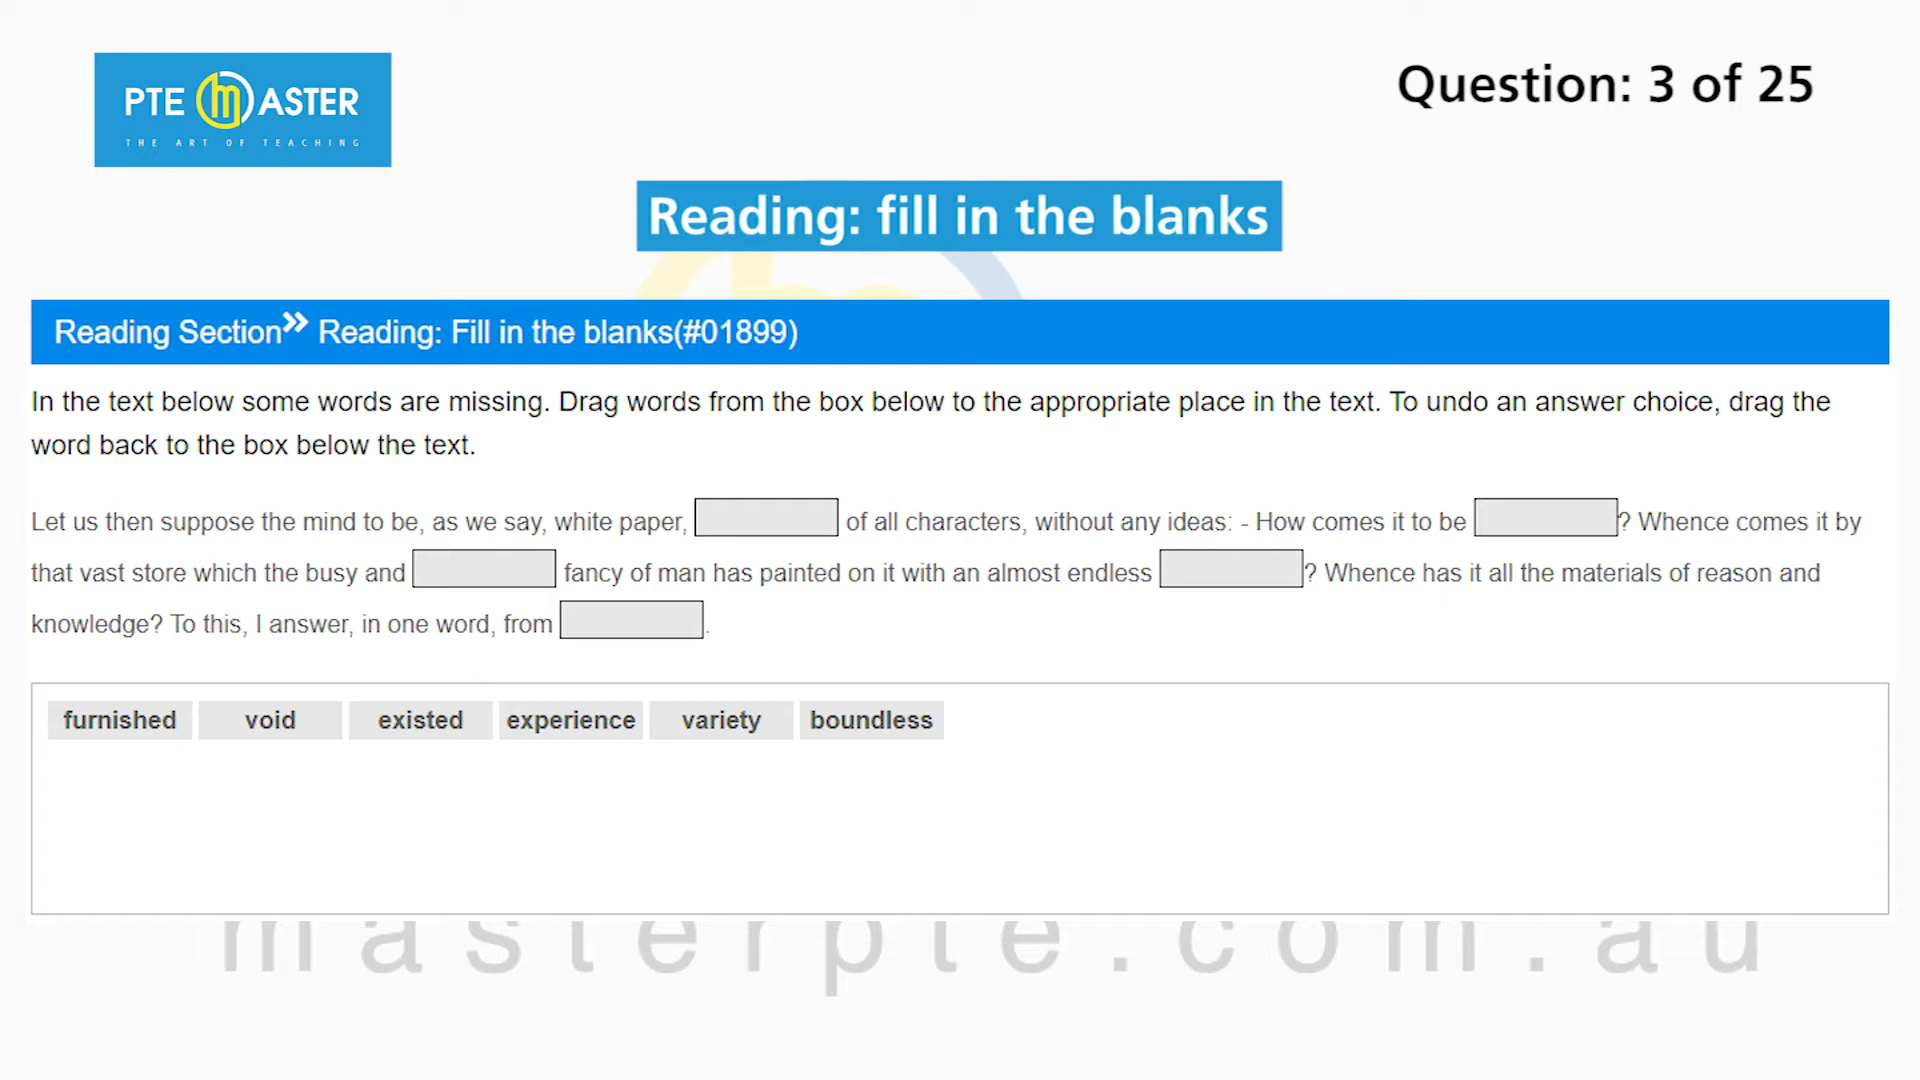 PTE MASTER
THE ART OF TEACHING
Question: 3 of 25
Reading: fill in the blanks
Reading Section» Reading: Fill in the blanks(#01899)
In the text below some words are missing. Drag words from the box below to the appropriate place in the text. To undo an answer choice, drag the
word back to the box below the text.
Let us then suppose the mind to be, as we say, white paper, of all characters, without any ideas: - How comes it to be ? Whence comes it by
that vast store which the busy and fancy of man has painted on it with an almost endless ? Whence has it all the materials of reason and
knowledge? To this, I answer, in one word, from .
furnished void existed experience variety boundless
masterpte.com.au